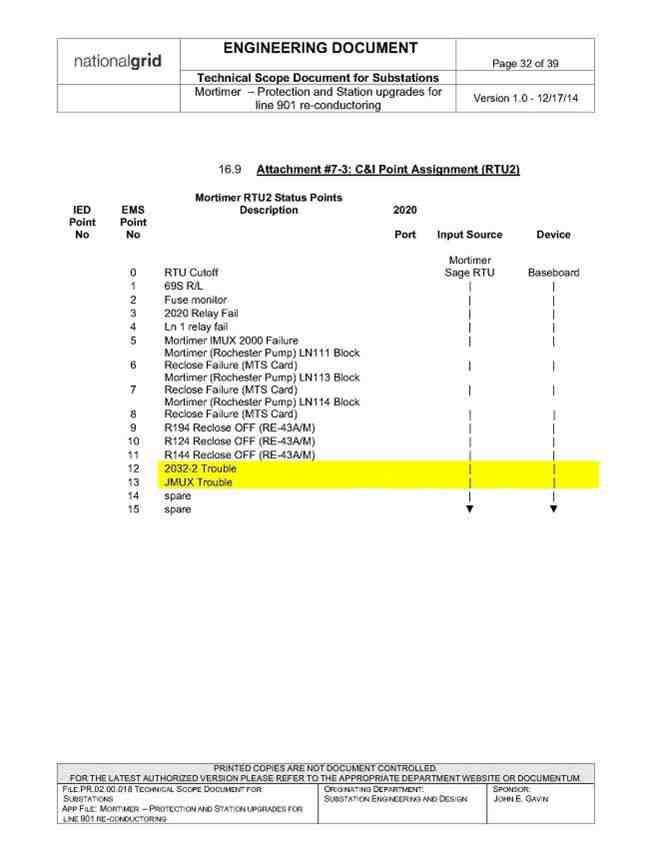 nationalgrid
ENGINEERING DOCUMENT
Page 32 of 39
Technical Scope Document for Substations
Mortimer – Protection and Station upgrades for
line 901 re-conductoring
Version 1.0 - 12/17/14
16.9 Attachment #7-3: C&I Point Assignment (RTU2)
Mortimer RTU2 Status Points
IED EMS Description 2020
Point Point
No No Port Input Source Device
Mortimer
0 RTU Cutoff Sage RTU Baseboard
1 69S R/L | |
2 Fuse monitor | |
3 2020 Relay Fail | |
4 Ln 1 relay fail | |
5 Mortimer IMUX 2000 Failure | |
Mortimer (Rochester Pump) LN111 Block
6 Reclose Failure (MTS Card) | |
Mortimer (Rochester Pump) LN113 Block
7 Reclose Failure (MTS Card) | |
Mortimer (Rochester Pump) LN114 Block
8 Reclose Failure (MTS Card) | |
9 R194 Reclose OFF (RE-43A/M) | |
10 R124 Reclose OFF (RE-43A/M) | |
11 R144 Reclose OFF (RE-43A/M) | |
12 2032-2 Trouble | |
13 JMUX Trouble | |
14 spare | |
15 spare ▼ ▼
PRINTED COPIES ARE NOT DOCUMENT CONTROLLED.
FOR THE LATEST AUTHORIZED VERSION PLEASE REFER TO THE APPROPRIATE DEPARTMENT WEBSITE OR DOCUMENTUM
FILE:PR.02.00.018 TECHNICAL SCOPE DOCUMENT FOR
SUBSTATIONS
APP FILE: MORTIMER – PROTECTION AND STATION UPGRADES FOR
LINE 901 RE-CONDUCTORING
ORIGINATING DEPARTMENT:
SUBSTATION ENGINEERING AND DESIGN
SPONSOR:
JOHN E. GAVIN